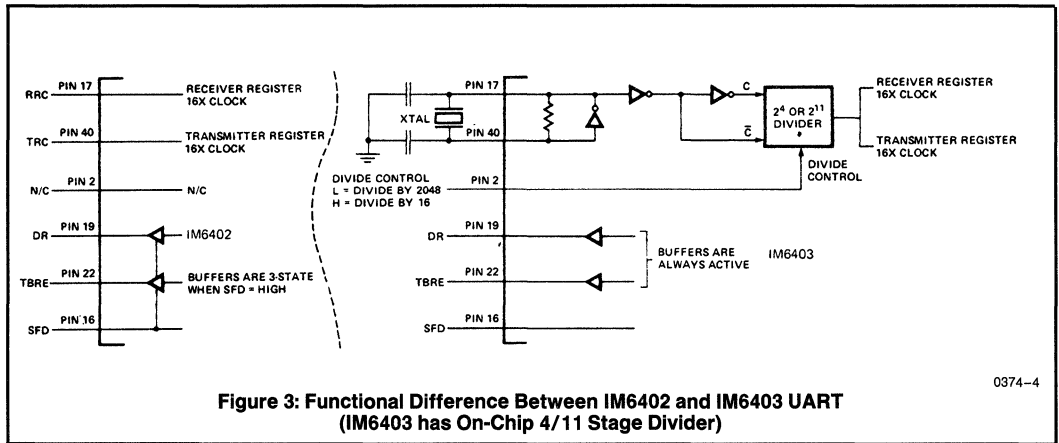 RRC
PIN 17
RECEIVER REGISTER
16X CLOCK
TRC
PIN 40
TRANSMITTER REGISTER
16X CLOCK
N/C
PIN 2
N/C
DR
PIN 19
IM6402
TBRE
PIN 22
BUFFERS ARE 3-STATE
WHEN SFD = HIGH
SFD
PIN 16
PIN 17
XTAL
PIN 40
C
C̅
2⁴ OR 2¹¹
DIVIDER
*
RECEIVER REGISTER
16X CLOCK
TRANSMITTER REGISTER
16X CLOCK
DIVIDE
CONTROL
DIVIDE CONTROL
L = DIVIDE BY 2048
H = DIVIDE BY 16
PIN 2
DR
PIN 19
BUFFERS ARE
ALWAYS ACTIVE
IM6403
TBRE
PIN 22
SFD
PIN 16
0374–4
Figure 3: Functional Difference Between IM6402 and IM6403 UART
(IM6403 has On-Chip 4/11 Stage Divider)